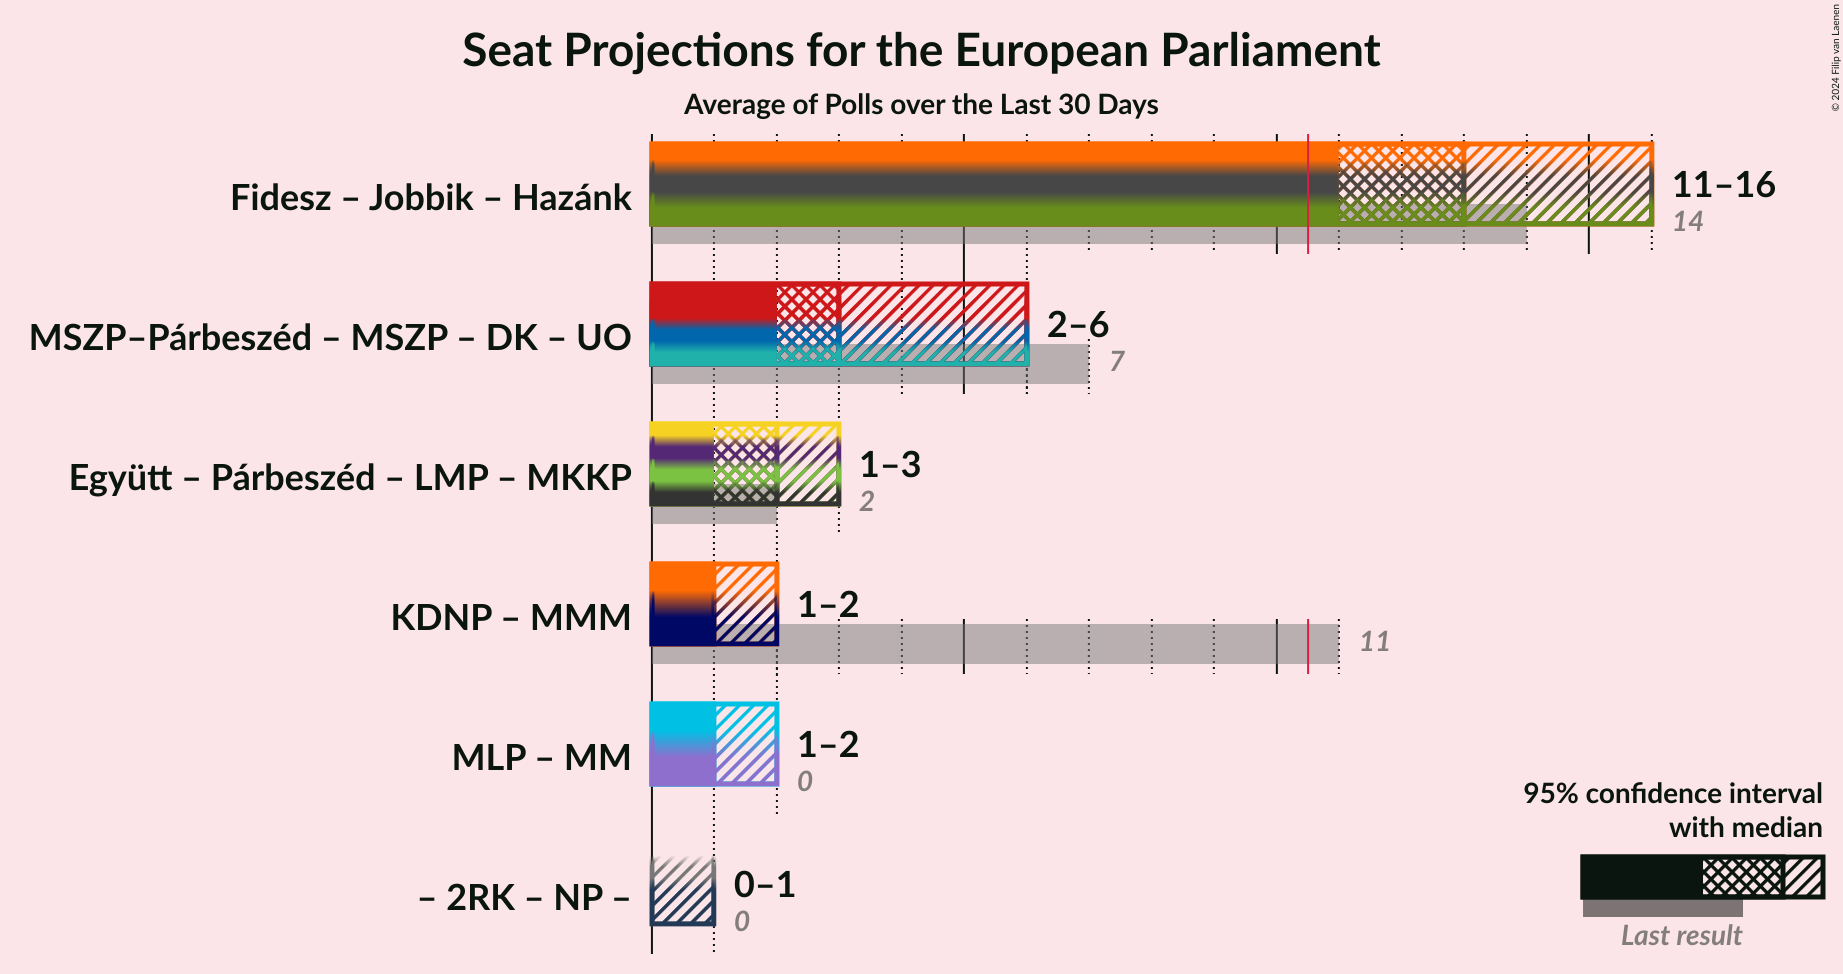 Seat Projections for the European Parliament
Average of Polls over the Last 30 Days
© 2024 Filip van Laenen
Fidesz – Jobbik – Hazánk
11–16
14
MSZP–Párbeszéd – MSZP – DK – UO
2–6
7
Együtt – Párbeszéd – LMP – MKKP
1–3
2
KDNP – MMM
1–2
11
MLP – MM
1–2
0
– 2RK – NP –
0–1
0
95% confidence interval
with median
Last result